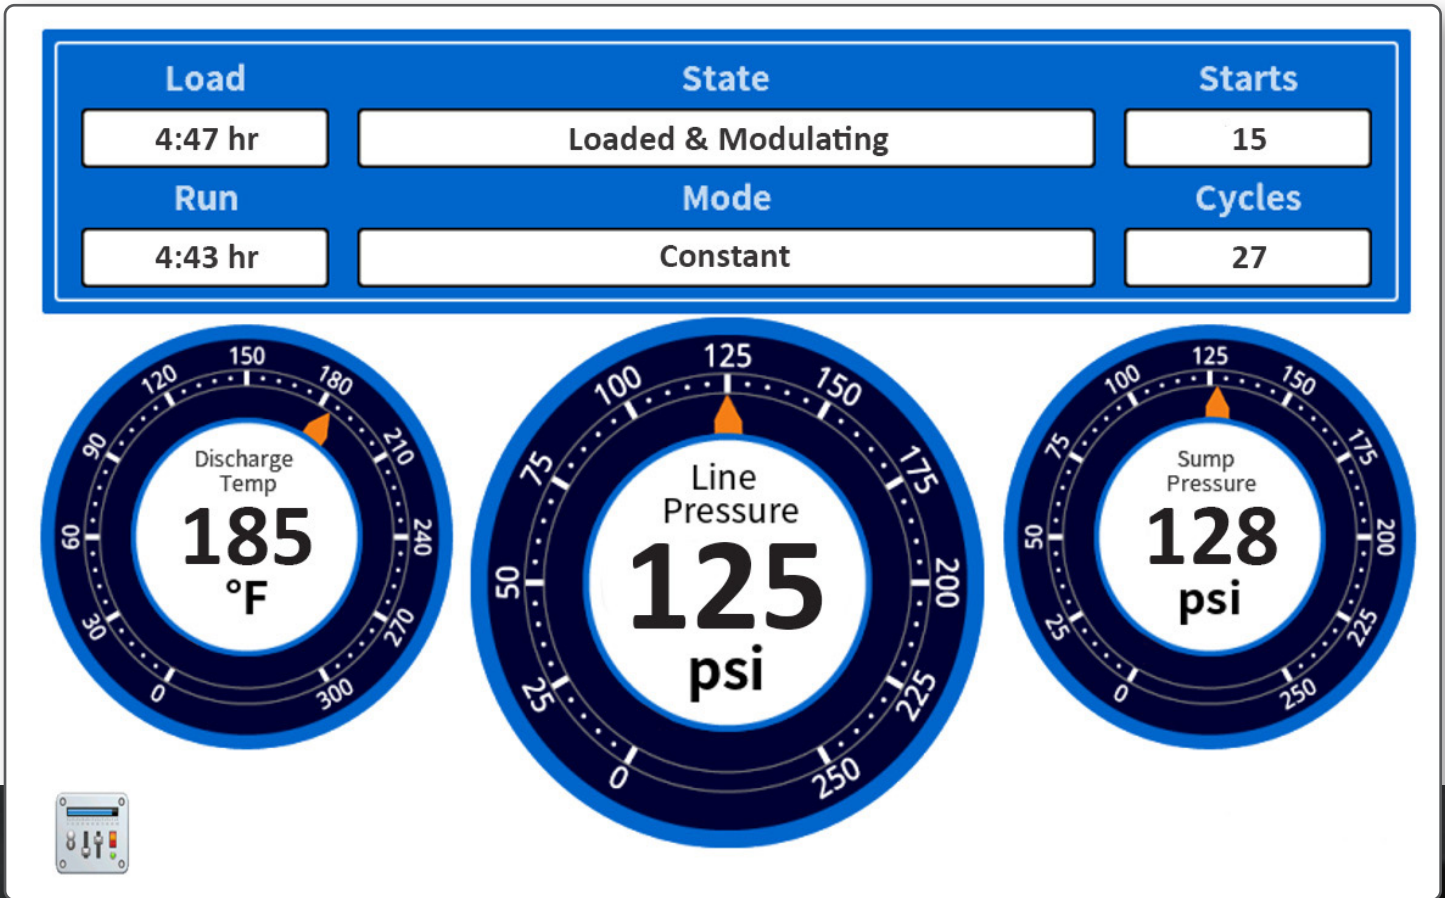 Load State Starts
4:47 hr Loaded & Modulating 15
Run Mode Cycles
4:43 hr Constant 27
0 30 60 90 120 150 180 210 240 270 300
Discharge
Temp
185
°F
0 25 50 75 100 125 150 175 200 225 250
Line
Pressure
125
psi
0 25 50 75 100 125 150 175 200 225 250
Sump
Pressure
128
psi